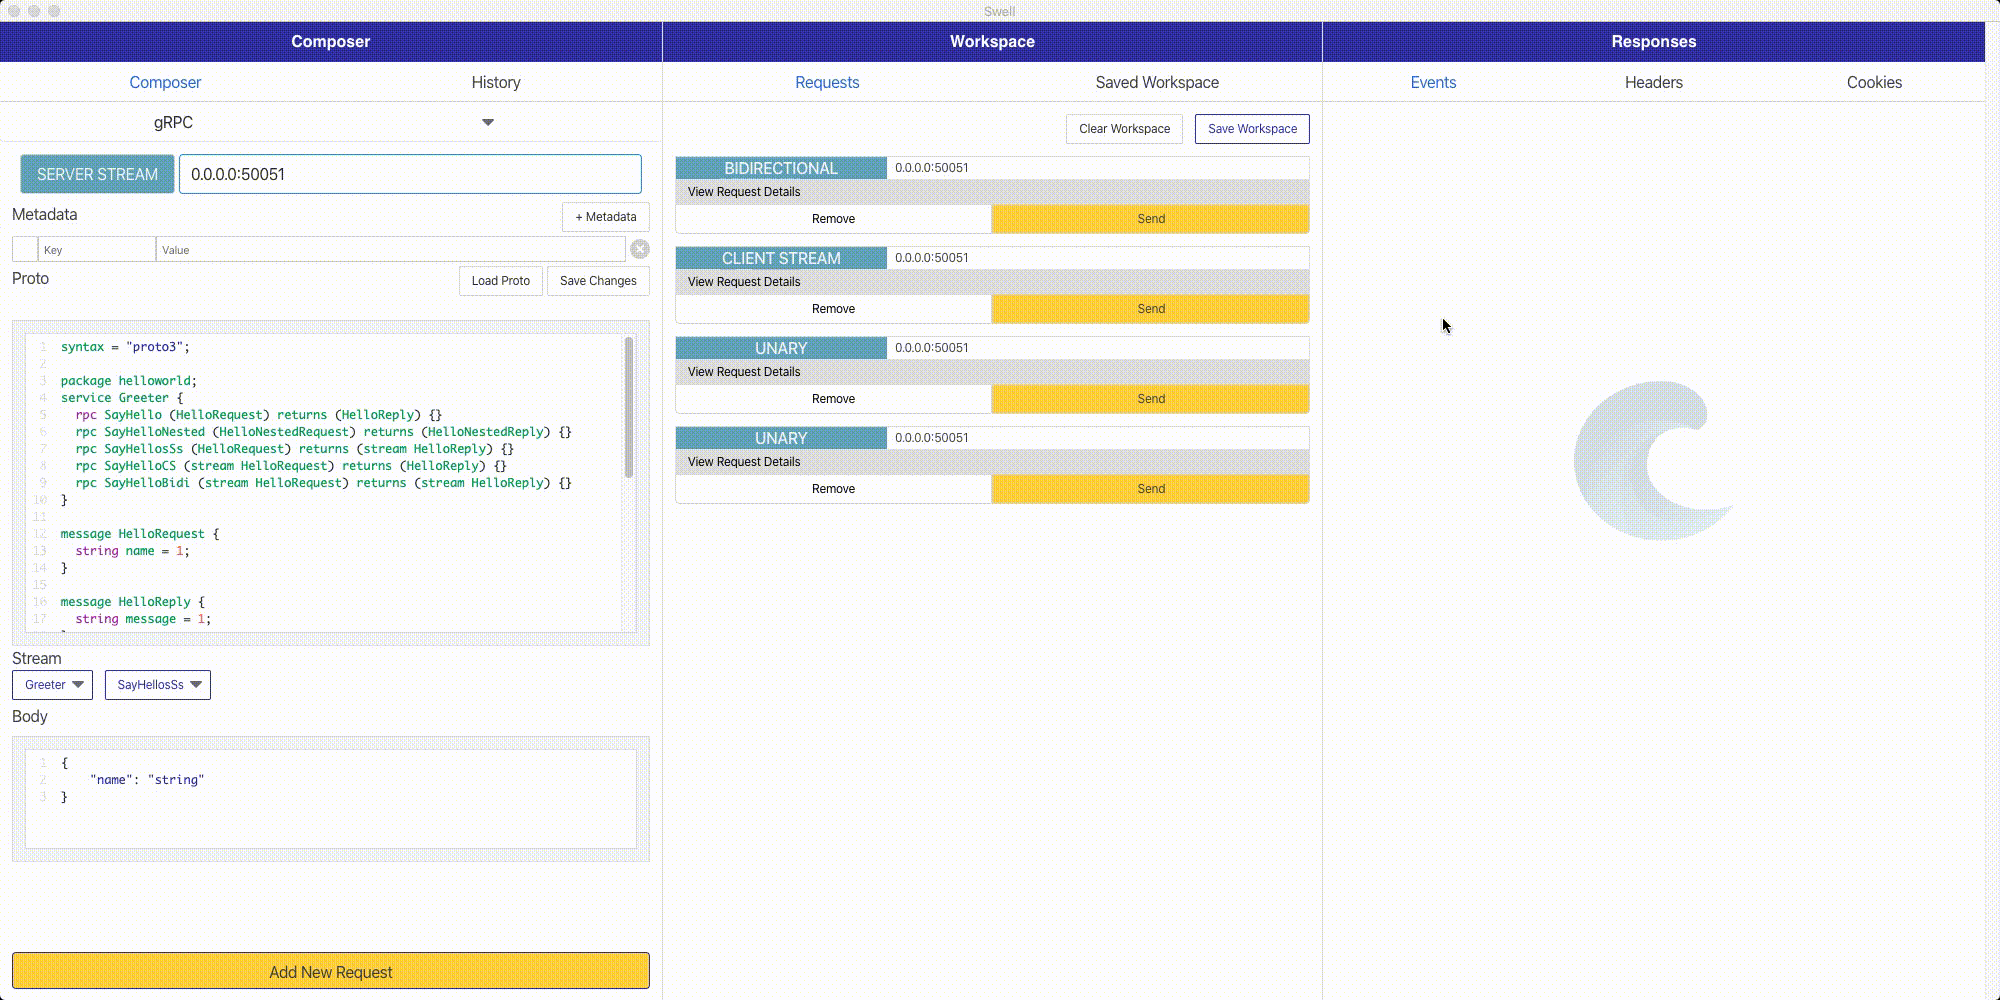 Swell
Composer
Composer History
gRPC
SERVER STREAM 0.0.0.0:50051
Metadata + Metadata
Key Value
Proto Load Proto Save Changes
1 syntax = "proto3";
2
3 package helloworld;
4 service Greeter {
5 rpc SayHello (HelloRequest) returns (HelloReply) {}
6 rpc SayHelloNested (HelloNestedRequest) returns (HelloNestedReply) {}
7 rpc SayHellosSs (HelloRequest) returns (stream HelloReply) {}
8 rpc SayHelloCS (stream HelloRequest) returns (HelloReply) {}
9 rpc SayHelloBidi (stream HelloRequest) returns (stream HelloReply) {}
10 }
11
12 message HelloRequest {
13 string name = 1;
14 }
15
16 message HelloReply {
17 string message = 1;
Stream
Greeter SayHellosSs
Body
1 {
2 "name": "string"
3 }
Add New Request
Workspace
Requests Saved Workspace
Clear Workspace Save Workspace
BIDIRECTIONAL 0.0.0.0:50051
View Request Details
Remove Send
CLIENT STREAM 0.0.0.0:50051
View Request Details
Remove Send
UNARY 0.0.0.0:50051
View Request Details
Remove Send
UNARY 0.0.0.0:50051
View Request Details
Remove Send
Responses
Events Headers Cookies